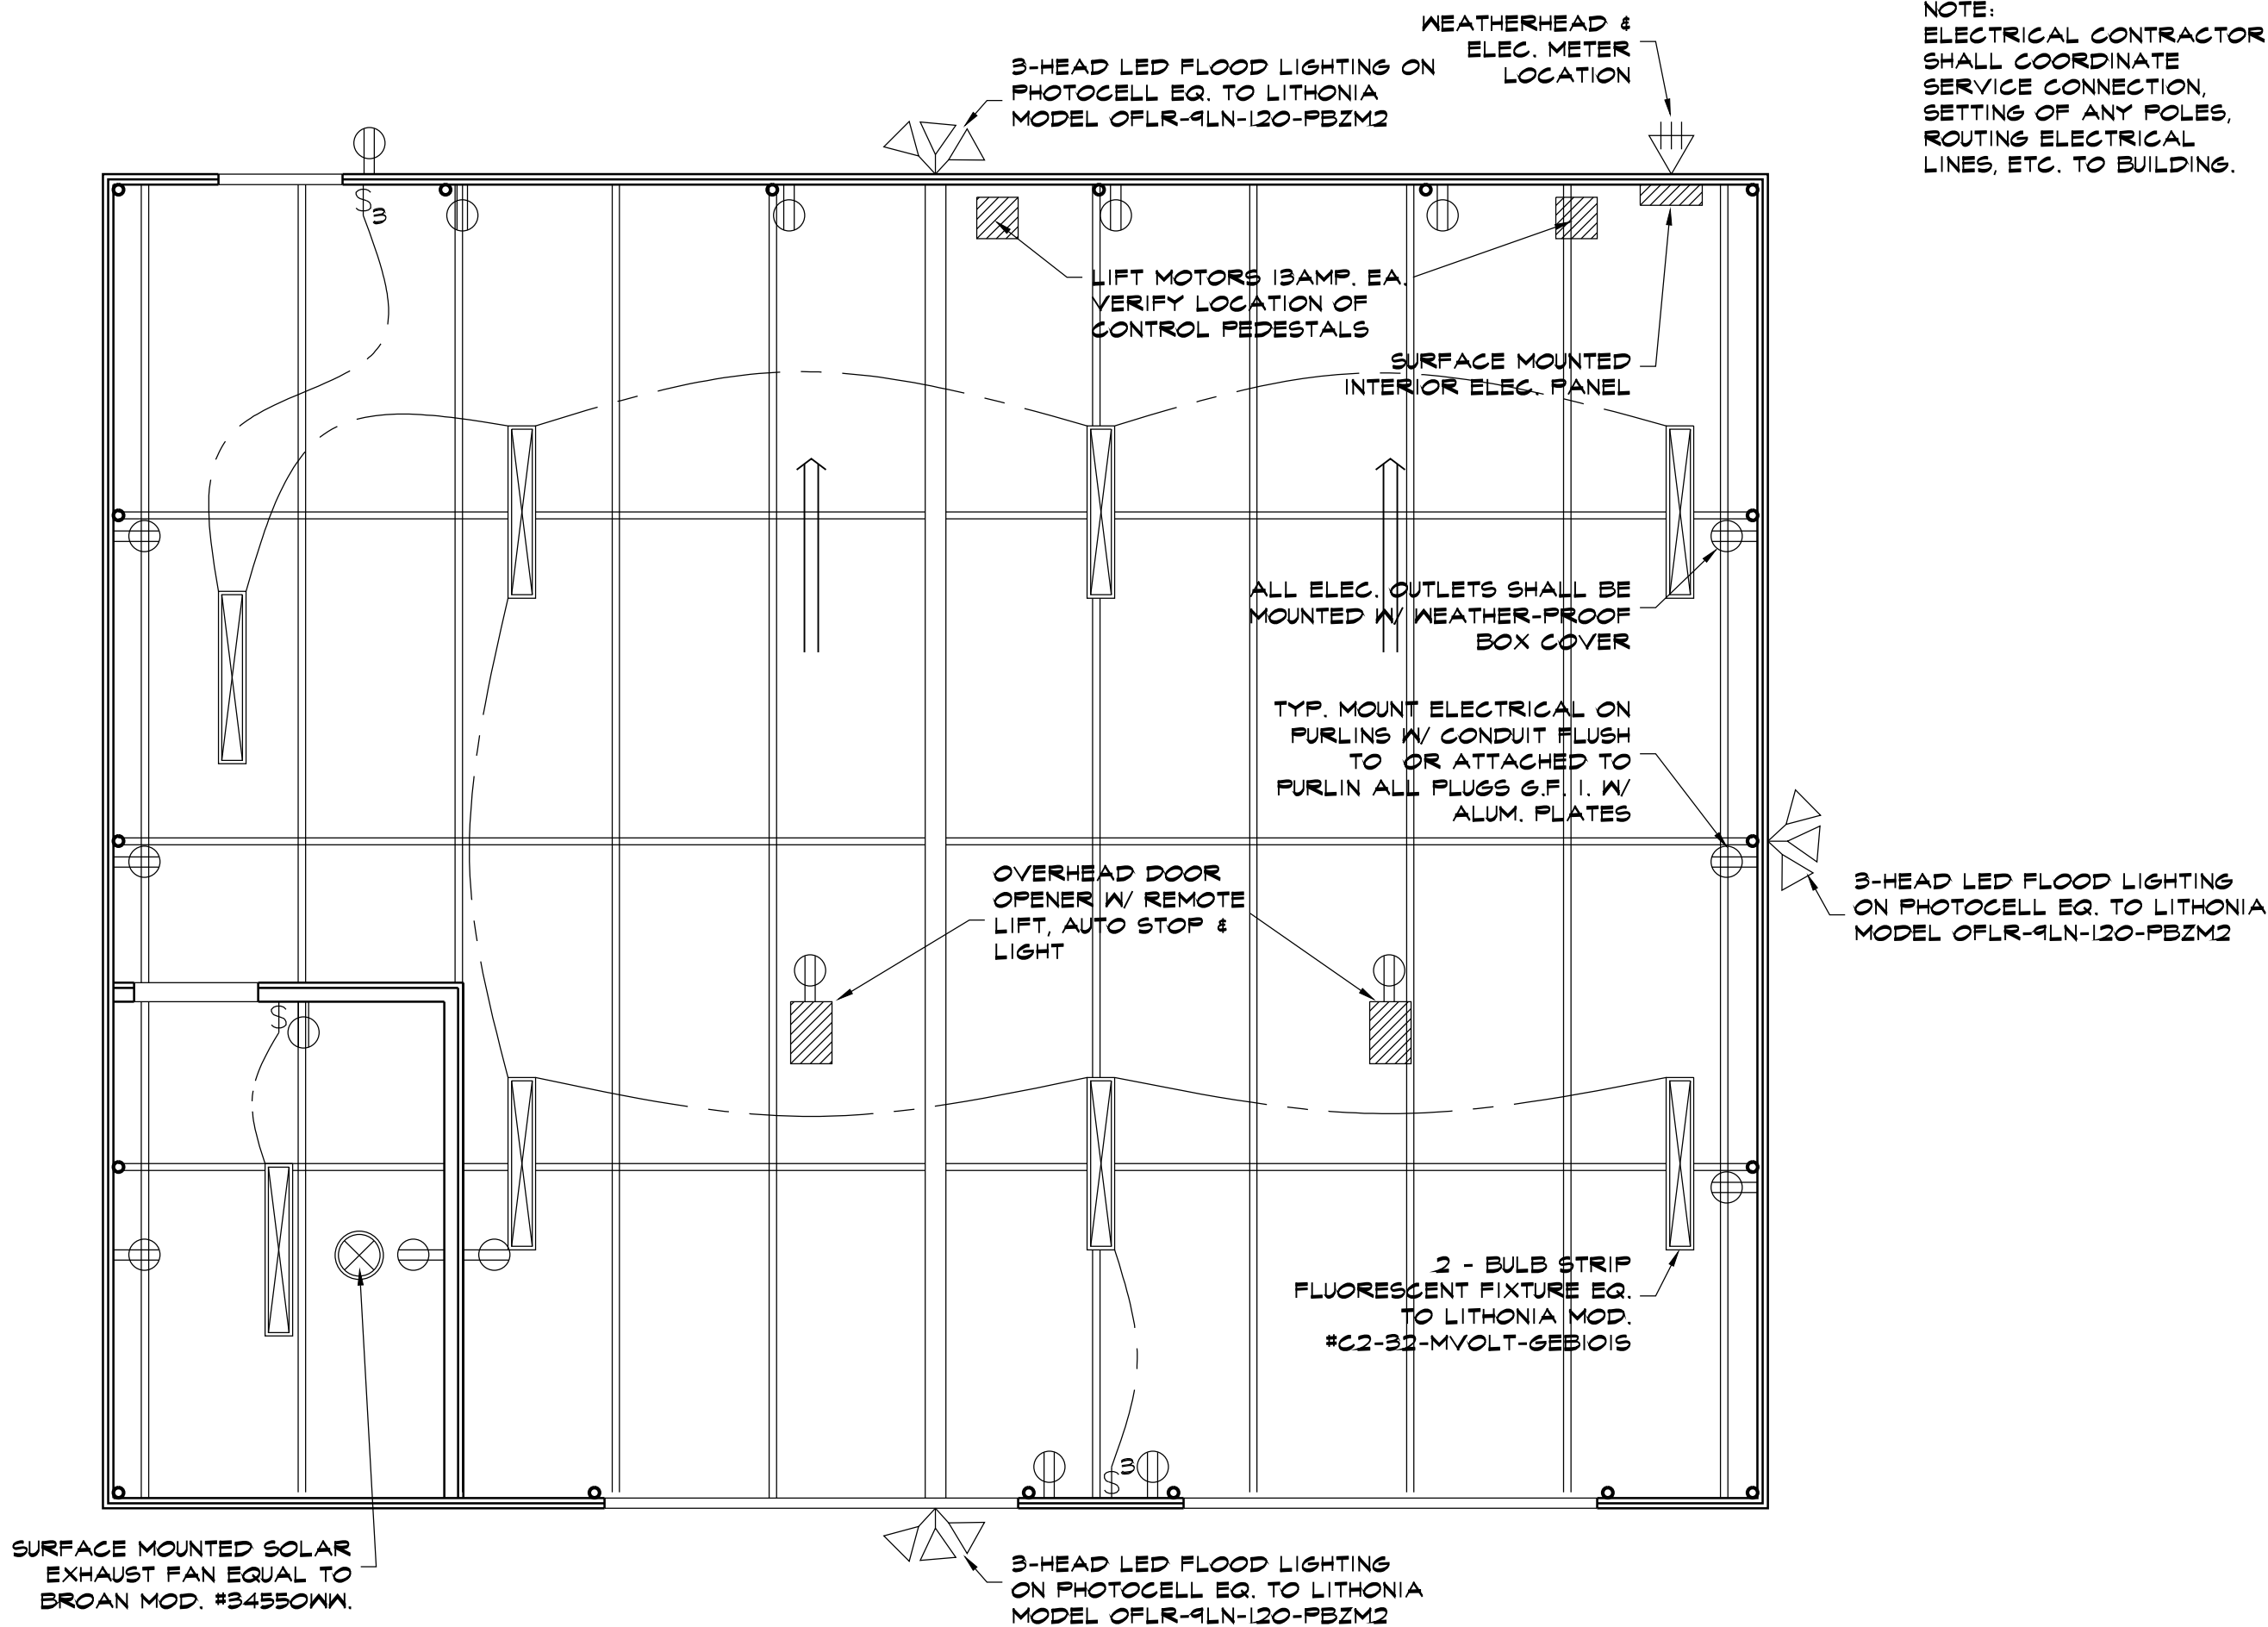 WEATHERHEAD &
ELEC. METER
LOCATION
NOTE:
ELECTRICAL CONTRACTOR
SHALL COORDINATE
SERVICE CONNECTION,
SETTING OF ANY POLES,
ROUTING ELECTRICAL
LINES, ETC. TO BUILDING.
3-HEAD LED FLOOD LIGHTING ON
PHOTOCELL EQ. TO LITHONIA
MODEL OFLR-9LN-120-PBZM2
S3
LIFT MOTORS 13AMP. EA.
VERIFY LOCATION OF
CONTROL PEDESTALS
SURFACE MOUNTED
INTERIOR ELEC. PANEL
ALL ELEC. OUTLETS SHALL BE
MOUNTED W/ WEATHER-PROOF
BOX COVER
TYP. MOUNT ELECTRICAL ON
PURLINS W/ CONDUIT FLUSH
TO OR ATTACHED TO
PURLIN ALL PLUGS G.F. I. W/
ALUM. PLATES
OVERHEAD DOOR
OPENER W/ REMOTE
LIFT, AUTO STOP &
LIGHT
3-HEAD LED FLOOD LIGHTING
ON PHOTOCELL EQ. TO LITHONIA
MODEL OFLR-9LN-120-PBZM2
S
2 - BULB STRIP
FLUORESCENT FIXTURE EQ.
TO LITHONIA MOD.
#C2-32-MVOLT-GEB10IS
S3
SURFACE MOUNTED SOLAR
EXHAUST FAN EQUAL TO
BROAN MOD. #34550WW.
3-HEAD LED FLOOD LIGHTING
ON PHOTOCELL EQ. TO LITHONIA
MODEL OFLR-9LN-120-PBZM2